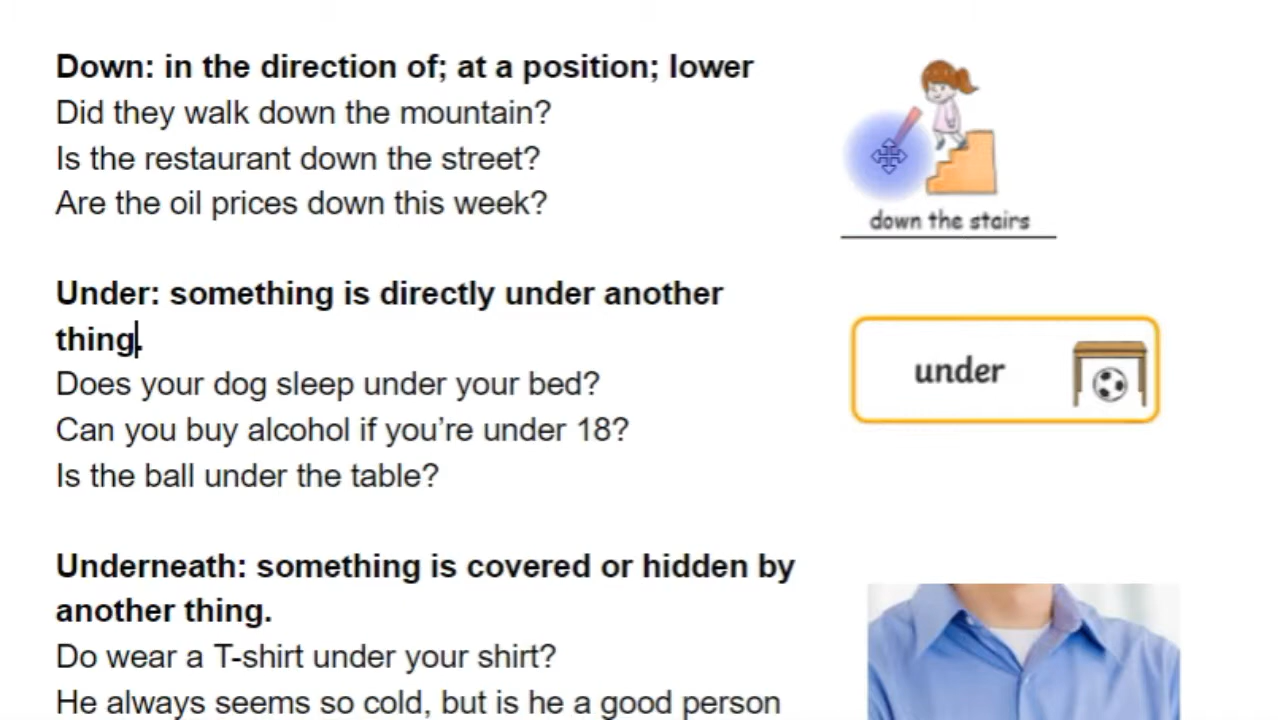 Down: in the direction of; at a position; lower
Did they walk down the mountain?
Is the restaurant down the street?
Are the oil prices down this week?
down the stairs
Under: something is directly under another
thing.
Does your dog sleep under your bed?
Can you buy alcohol if you’re under 18?
Is the ball under the table?
under
Underneath: something is covered or hidden by
another thing.
Do wear a T-shirt under your shirt?
He always seems so cold, but is he a good person